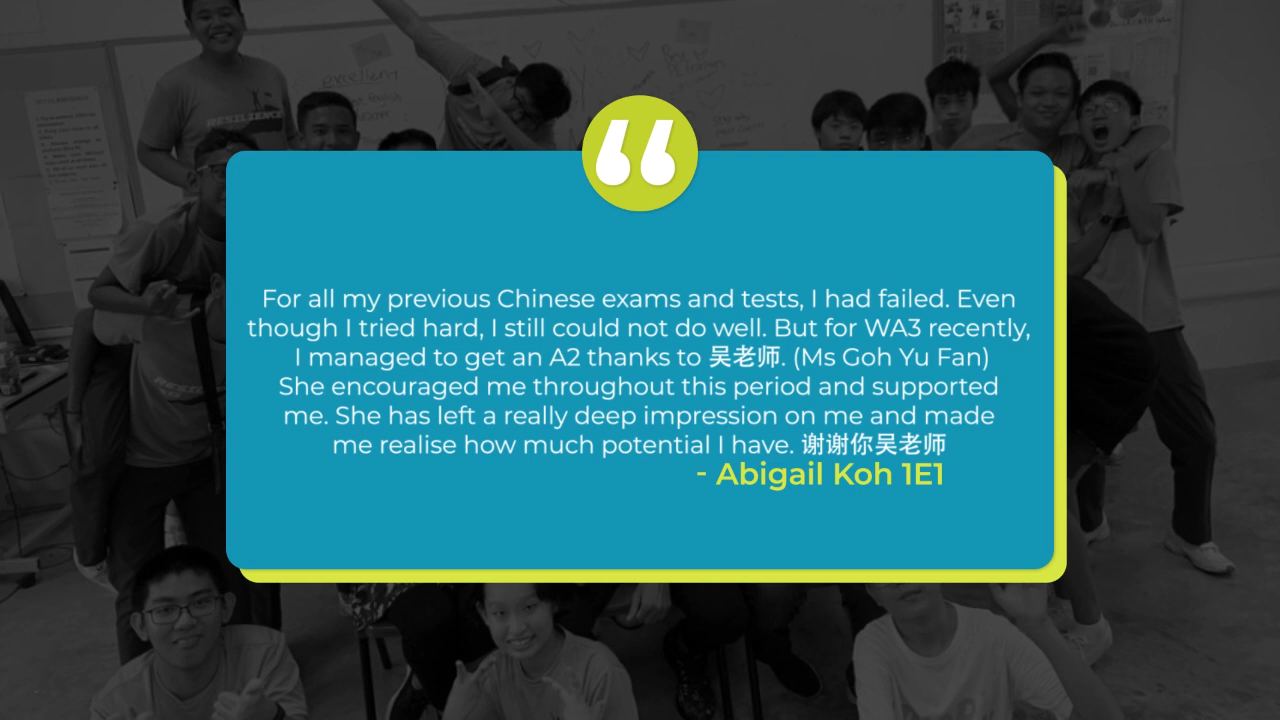 excellent
RESILIENCE
“
For all my previous Chinese exams and tests, I had failed. Even
though I tried hard, I still could not do well. But for WA3 recently,
I managed to get an A2 thanks to 吴老师. (Ms Goh Yu Fan)
She encouraged me throughout this period and supported
me. She has left a really deep impression on me and made
me realise how much potential I have. 谢谢你吴老师
- Abigail Koh 1E1